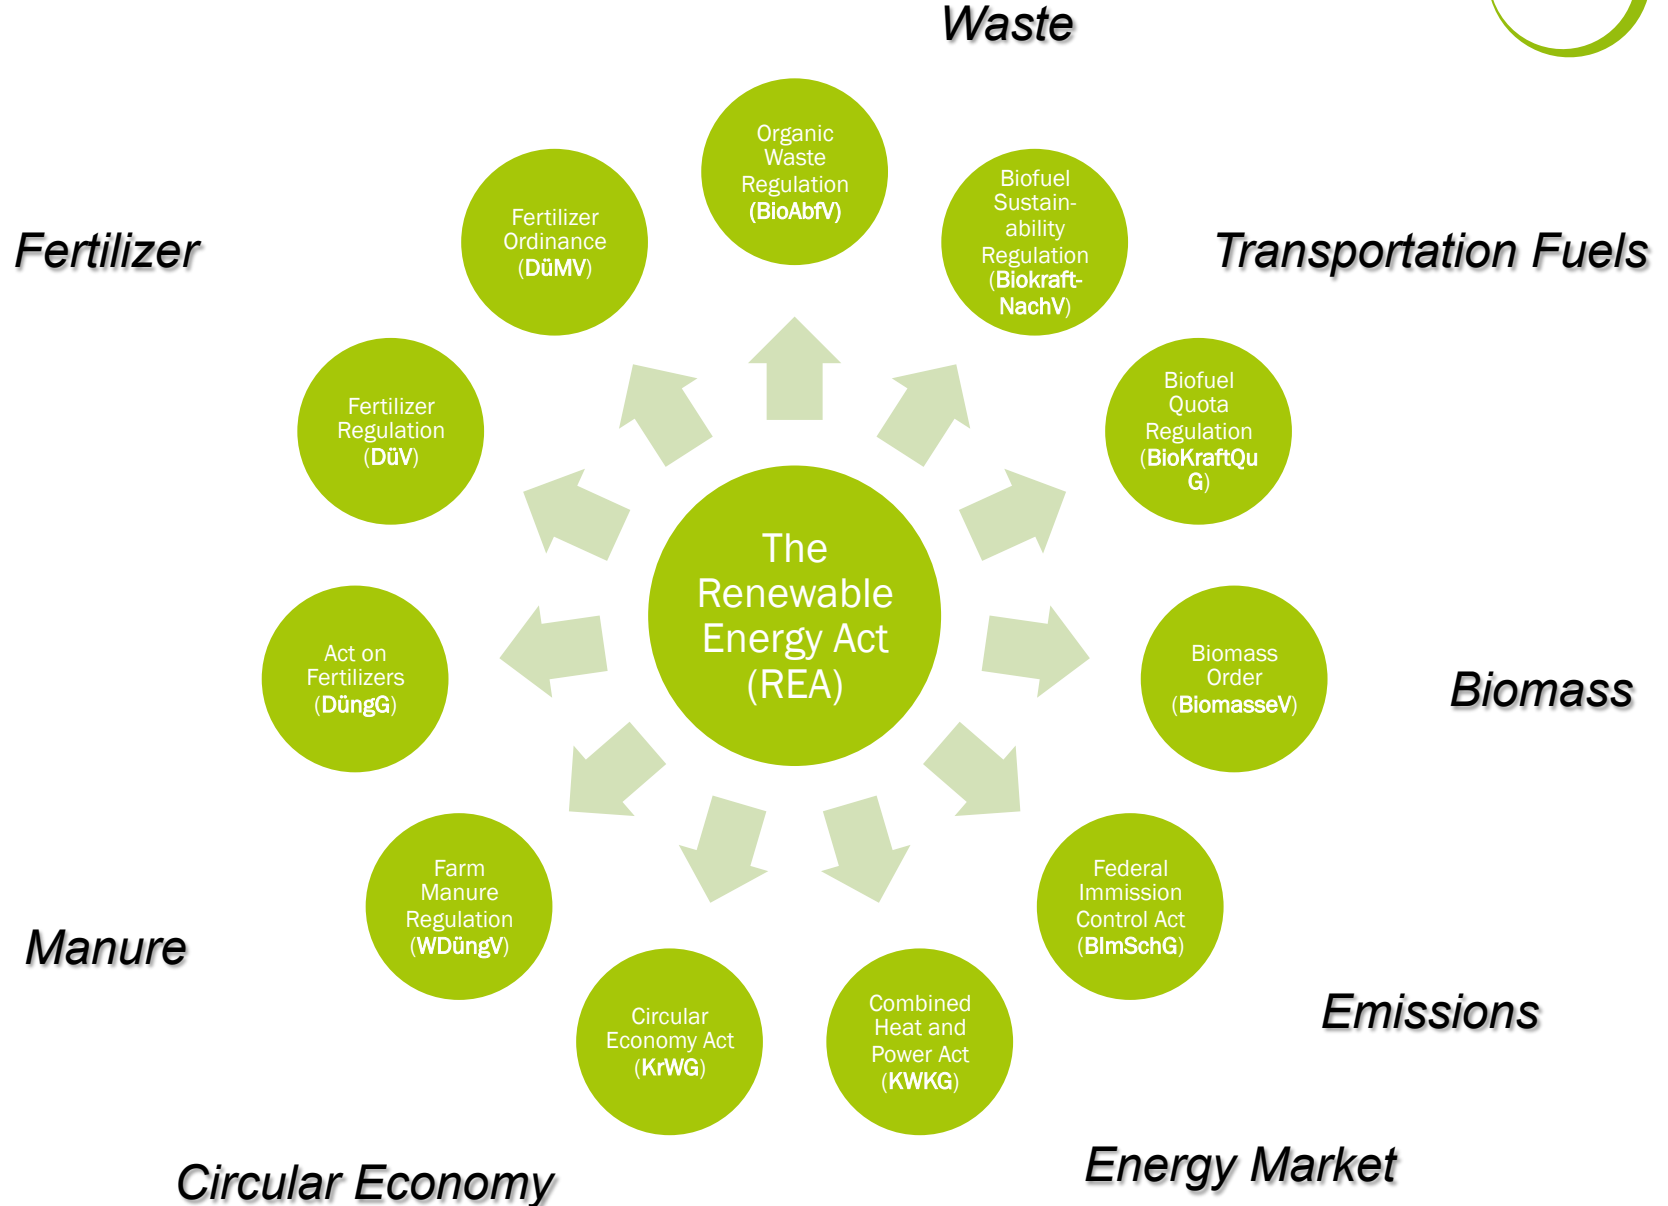 Waste
Organic
Waste
Regulation
(BioAbfV)
Biofuel
Sustain-
ability
Regulation
(Biokraft-
NachV)
Transportation Fuels
Biofuel
Quota
Regulation
(BioKraftQu
G)
Biomass
Order
(BiomasseV)
Biomass
Federal
Immission
Control Act
(BImSchG)
Emissions
Combined
Heat and
Power Act
(KWKG)
Energy Market
Circular
Economy Act
(KrWG)
Circular Economy
Farm
Manure
Regulation
(WDüngV)
Manure
Act on
Fertilizers
(DüngG)
Fertilizer
Regulation
(DüV)
Fertilizer
Ordinance
(DüMV)
Fertilizer
The
Renewable
Energy Act
(REA)